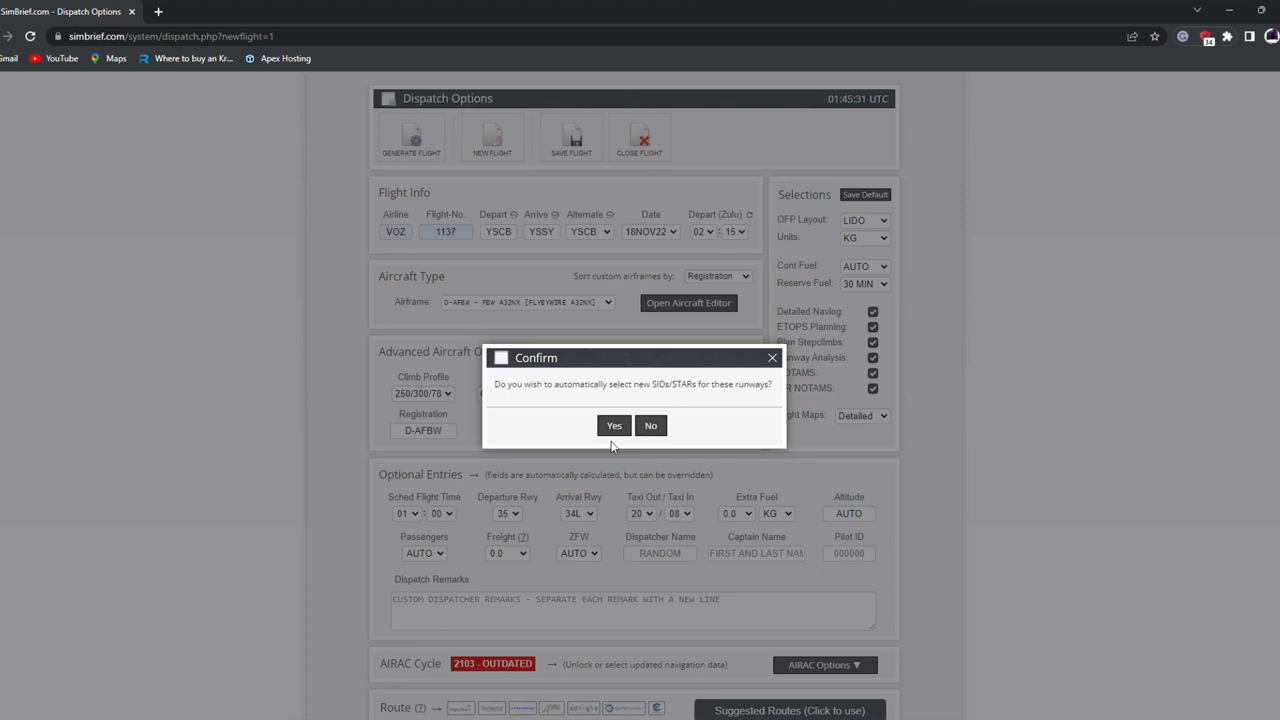 SimBrief.com - Dispatch Options
simbrief.com/system/dispatch.php?newflight=1
34
Gmail YouTube Maps Where to buy an Kr... Apex Hosting
Dispatch Options 01:45:31 UTC
GENERATE FLIGHT NEW FLIGHT SAVE FLIGHT CLOSE FLIGHT
Flight Info
Airline Flight-No. Depart Arrive Alternate Date Depart (Zulu)
VOZ 1137 YSCB YSSY YSCB 18NOV22 02 : 15
Selections Save Default
OFP Layout: LIDO
Units: KG
Cont Fuel: AUTO
Reserve Fuel: 30 MIN
Detailed Navlog:
ETOPS Planning:
Plan Stepclimbs:
unway Analysis:
OTAMS:
R NOTAMS:
ght Maps: Detailed
Aircraft Type Sort custom airframes by: Registration
Airframe: D-AFBW - FBW A32NX [FLYBYWIRE A32NX] Open Aircraft Editor
Advanced Aircraft O
Climb Profile
250/300/78
Registration
D-AFBW
Confirm
Do you wish to automatically select new SIDs/STARs for these runways?
Yes No
Optional Entries → (fields are automatically calculated, but can be overridden)
Sched Flight Time Departure Rwy Arrival Rwy Taxi Out / Taxi In Extra Fuel Altitude
01 : 00 35 34L 20 / 08 0.0 KG AUTO
Passengers Freight (?) ZFW Dispatcher Name Captain Name Pilot ID
AUTO 0.0 AUTO RANDOM FIRST AND LAST NAM 000000
Dispatch Remarks
CUSTOM DISPATCHER REMARKS - SEPARATE EACH REMARK WITH A NEW LINE
AIRAC Cycle 2103 - OUTDATED → (Unlock or select updated navigation data) AIRAC Options ▼
Route (?) → Suggested Routes (Click to use)